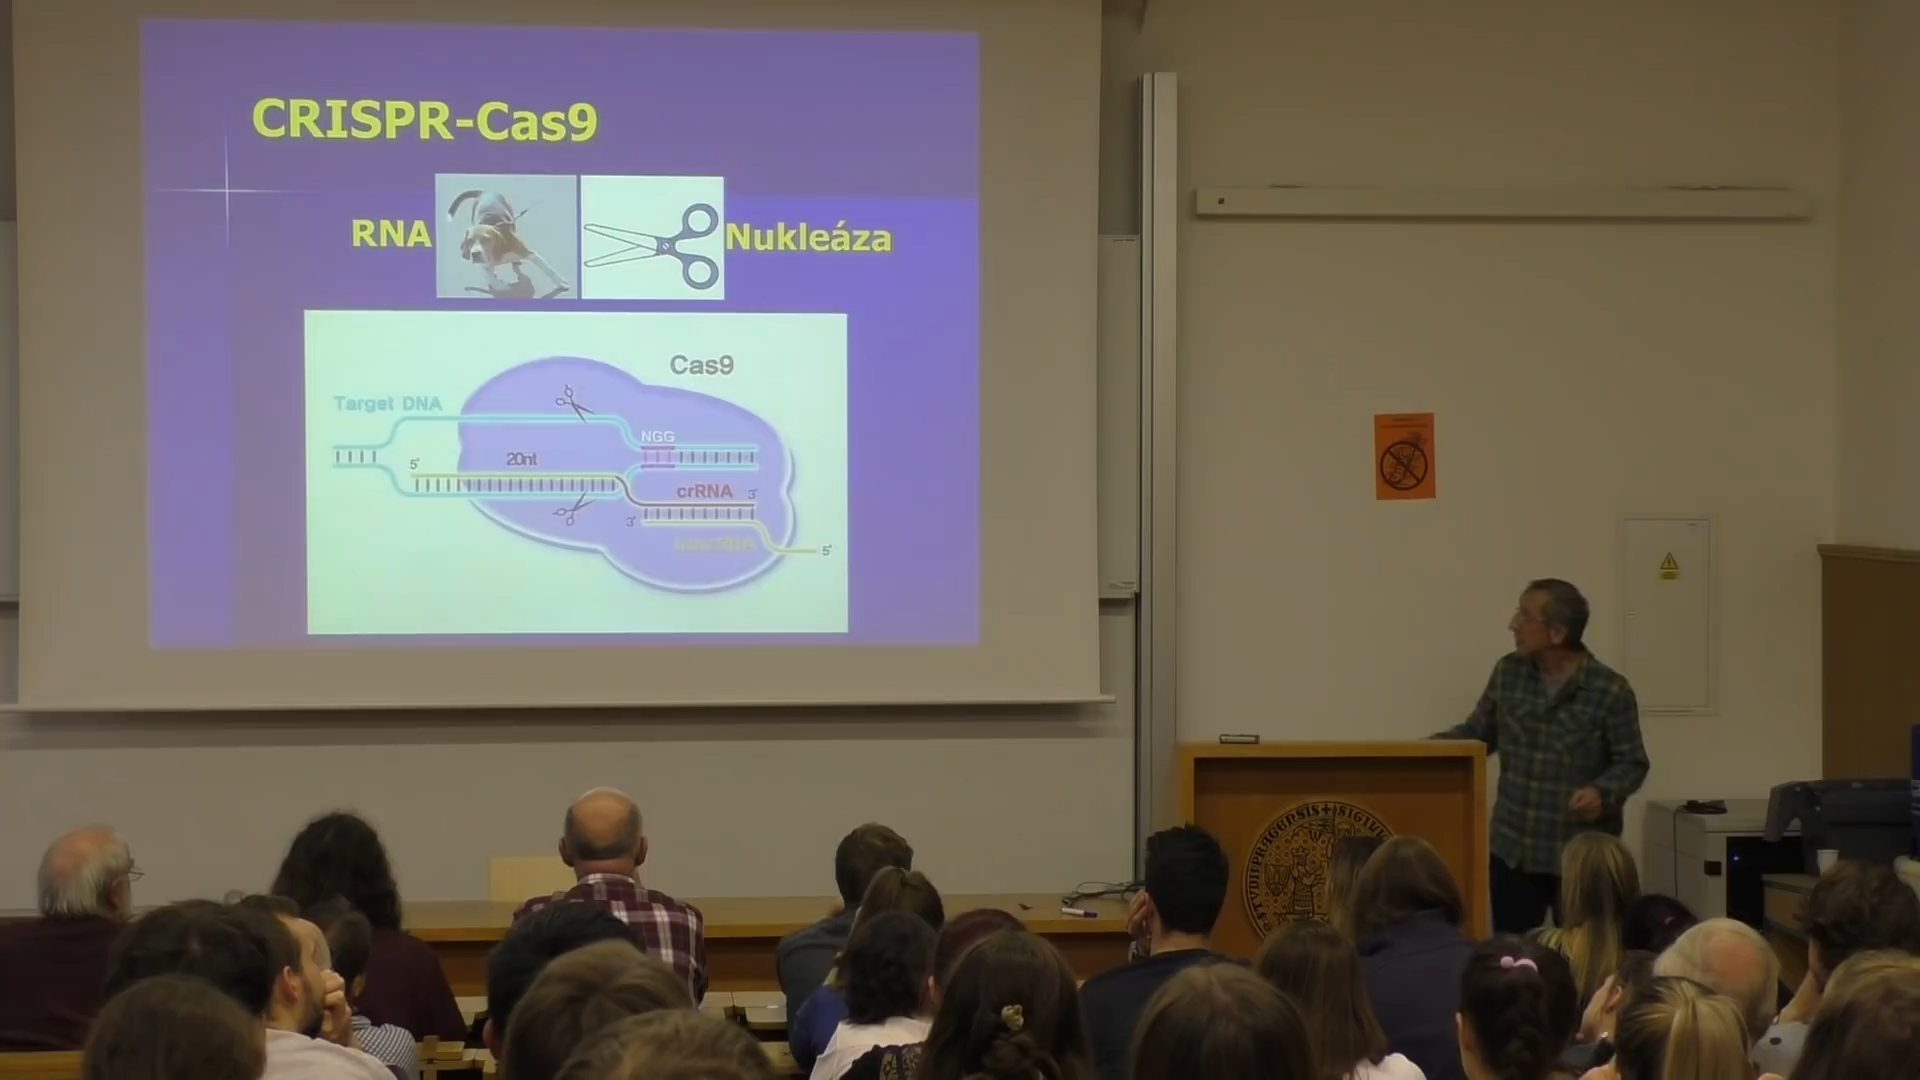 CRISPR-Cas9
RNA
Nukleáza
Cas9
Target DNA
NGG
5'
20nt
crRNA
3'
3'
5'